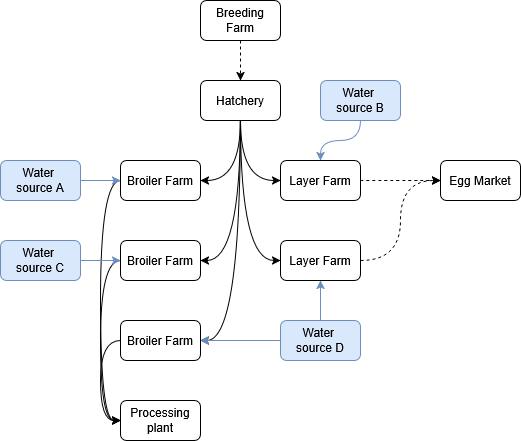 Breeding
Farm
Hatchery
Water
source B
Water
source A
Broiler Farm
Layer Farm
Egg Market
Water
source C
Broiler Farm
Layer Farm
Broiler Farm
Water
source D
Processing
plant